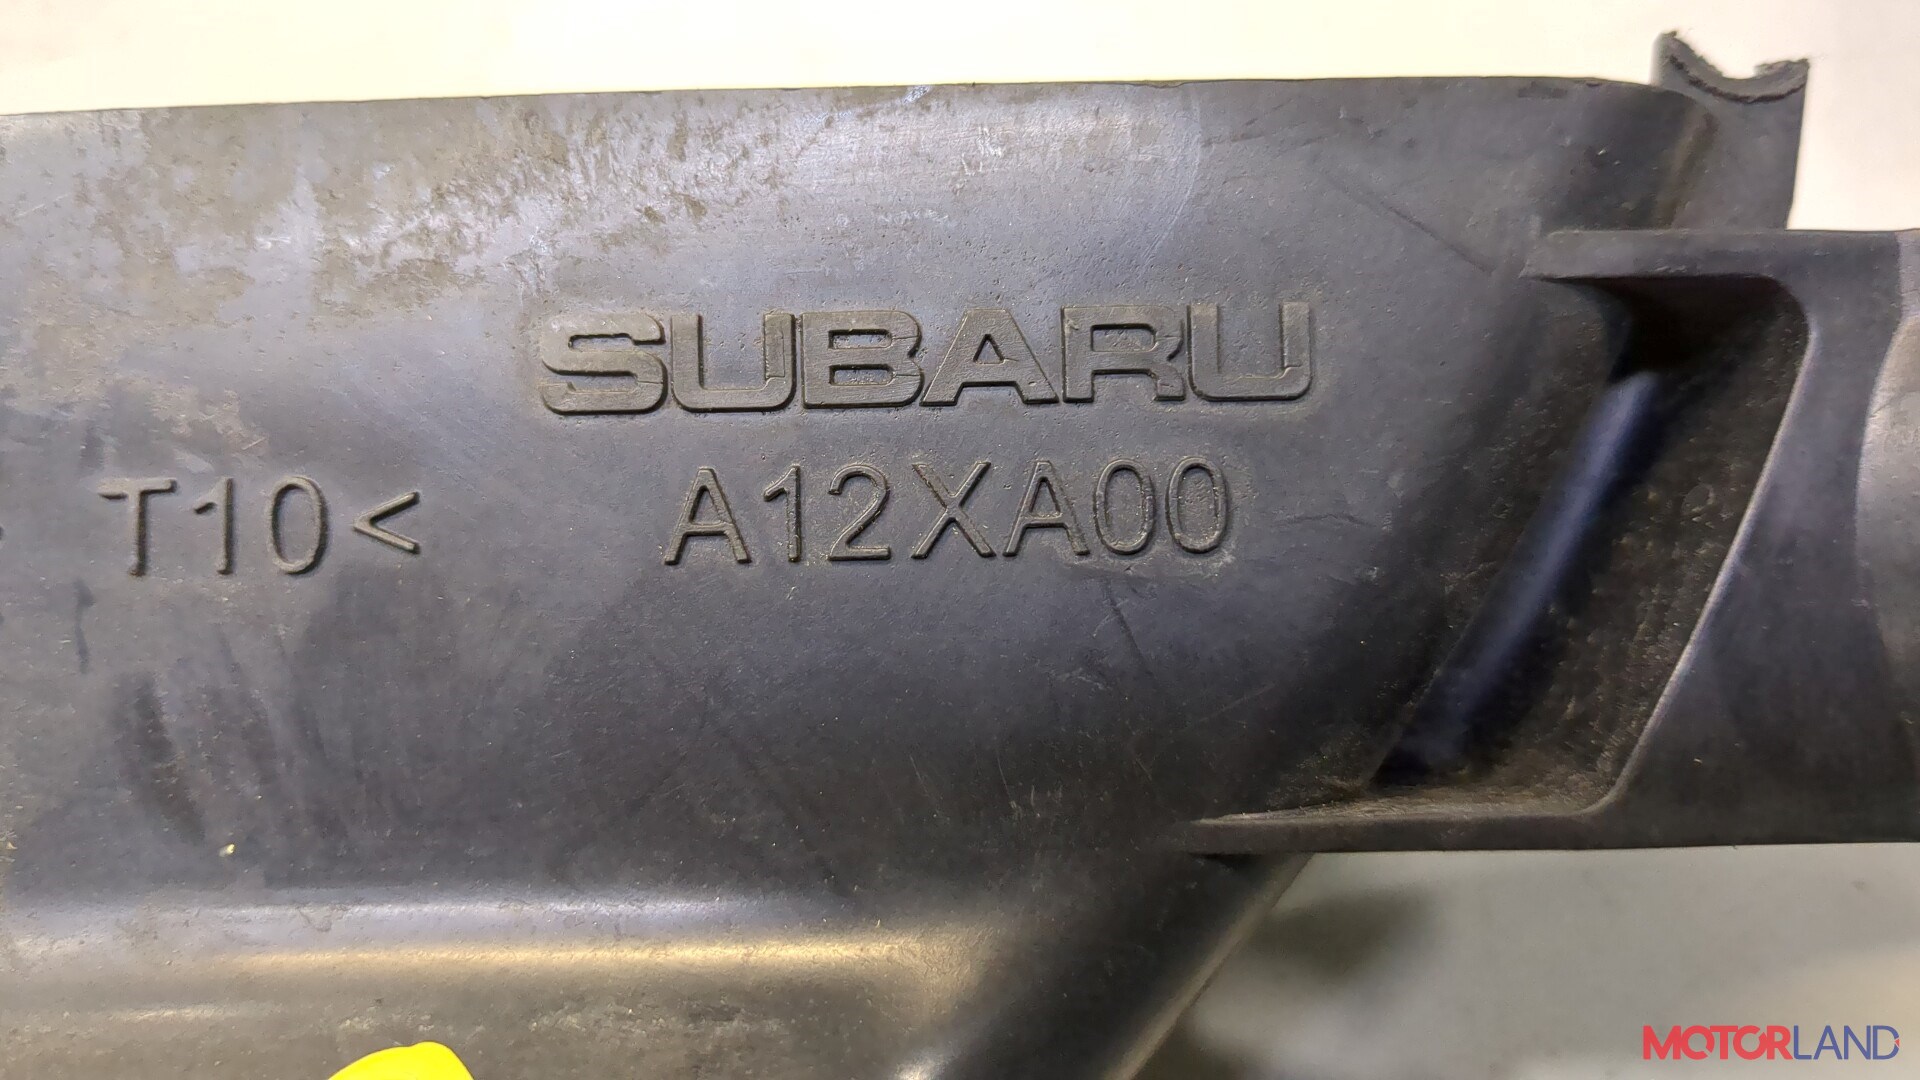 SUBARU
T10< A12XA00
MOTORLAND